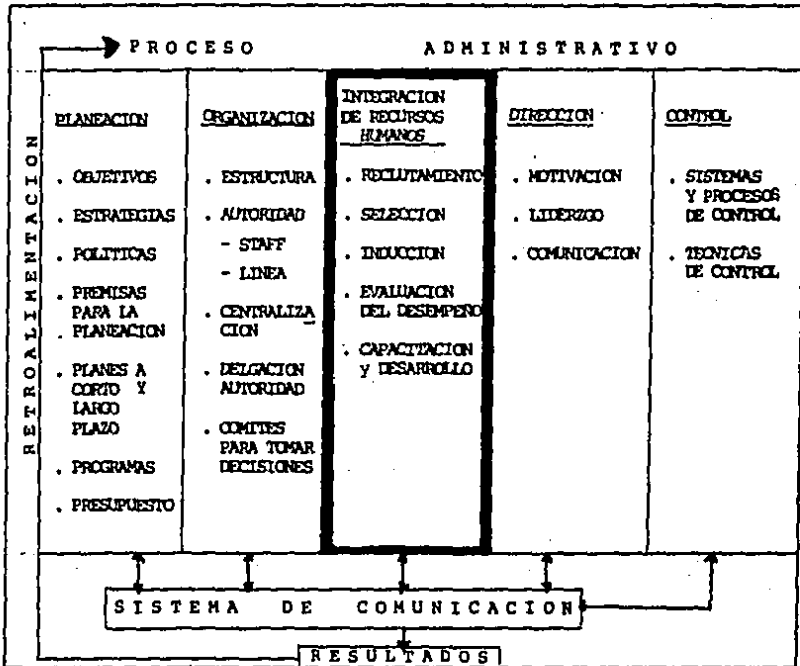 PROCESO ADMINISTRATIVO
RETROALIMENTACION
PLANEACION
. OBJETIVOS
. ESTRATEGIAS
. POLITICAS
. PREMISAS
PARA LA
. PLANEACION
. PLANES A
CORTO Y
LARGO
PLAZO
. PROGRAMAS
. PRESUPUESTO
ORGANIZACION
. ESTRUCTURA
. AUTORIDAD
- STAFF
- LINEA
. CENTRALIZA
CION
. DELGACION
AUTORIDAD
. COMITES
PARA TOMAR
DECISIONES
INTEGRACION
DE RECURSOS
HUMANOS
. RECLUTAMIENTO
. SELECCION
. INDUCCION
. EVALUACION
DEL DESEMPEÑO
. CAPACITACION
y DESARROLLO
DIRECCION
. MOTIVACION
. LIDERZGO
. COMUNICACION
CONTROL
. SISTEMAS
Y PROCESOS
DE CONTROL
. TECNICAS
DE CONTROL
SISTEMA DE COMUNICACION
RESULTADOS